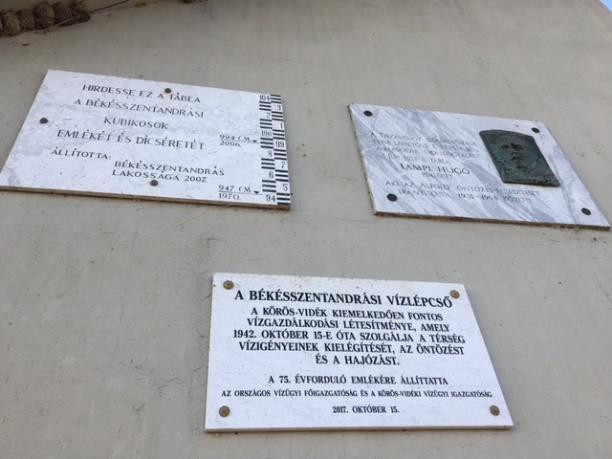 HIRDESSE EZ A TÁBLA
A BÉKÉSSZENTANDRÁSI
KUBIKOSOK
EMLÉKÉT ÉS DÍCSÉRETÉT
ÁLLÍTOTTA:
BÉKÉSSZENTANDRÁS
LAKOSSÁGA 2007.
994 CM
2006.
947 CM
1970.
LAMPL HUGÓ
A BÉKÉSSZENTANDRÁSI VÍZLÉPCSŐ
A KÖRÖS-VIDÉK KIEMELKEDŐEN FONTOS
VÍZGAZDÁLKODÁSI LÉTESÍTMÉNYE, AMELY
1942. OKTÓBER 15-E ÓTA SZOLGÁLJA A TÉRSÉG
VÍZIGÉNYEINEK KIELÉGÍTÉSÉT, AZ ÖNTÖZÉST
ÉS A HAJÓZÁST.
A 75. ÉVFORDULÓ EMLÉKÉRE ÁLLÍTTATTA
AZ ORSZÁGOS VÍZÜGYI FŐIGAZGATÓSÁG ÉS A KÖRÖS-VIDÉKI VÍZÜGYI IGAZGATÓSÁG
2017. OKTÓBER 15.